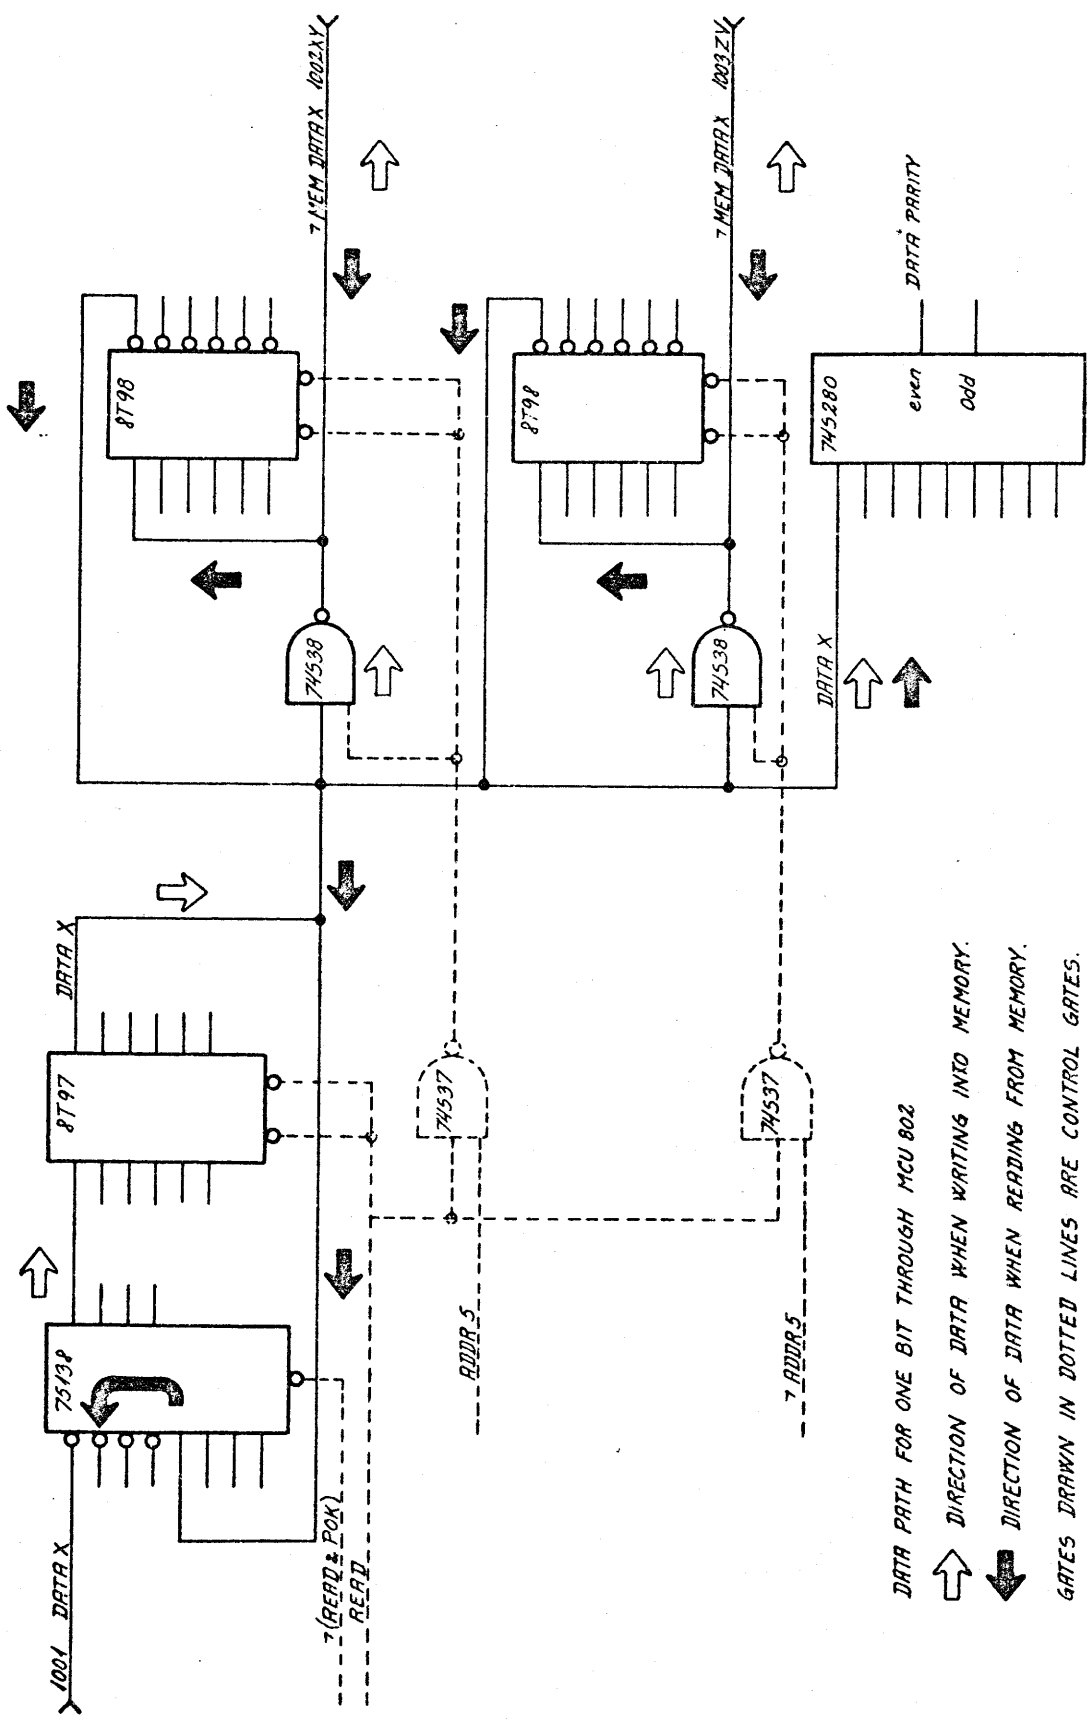 1001 DATA X
75138
8T97
DATA X
8T98
¬ MEM DATA X 1002XY
74S38
¬(READ & POK)
READ
ADDR 5
74S37
8T98
¬ MEM DATA X 1003ZY
74S38
¬ ADDR 5
74S37
DATA X
74S280
even
odd
DATA PARITY
DATA PATH FOR ONE BIT THROUGH MCU 802
DIRECTION OF DATA WHEN WRITING INTO MEMORY.
DIRECTION OF DATA WHEN READING FROM MEMORY.
GATES DRAWN IN DOTTED LINES ARE CONTROL GATES.